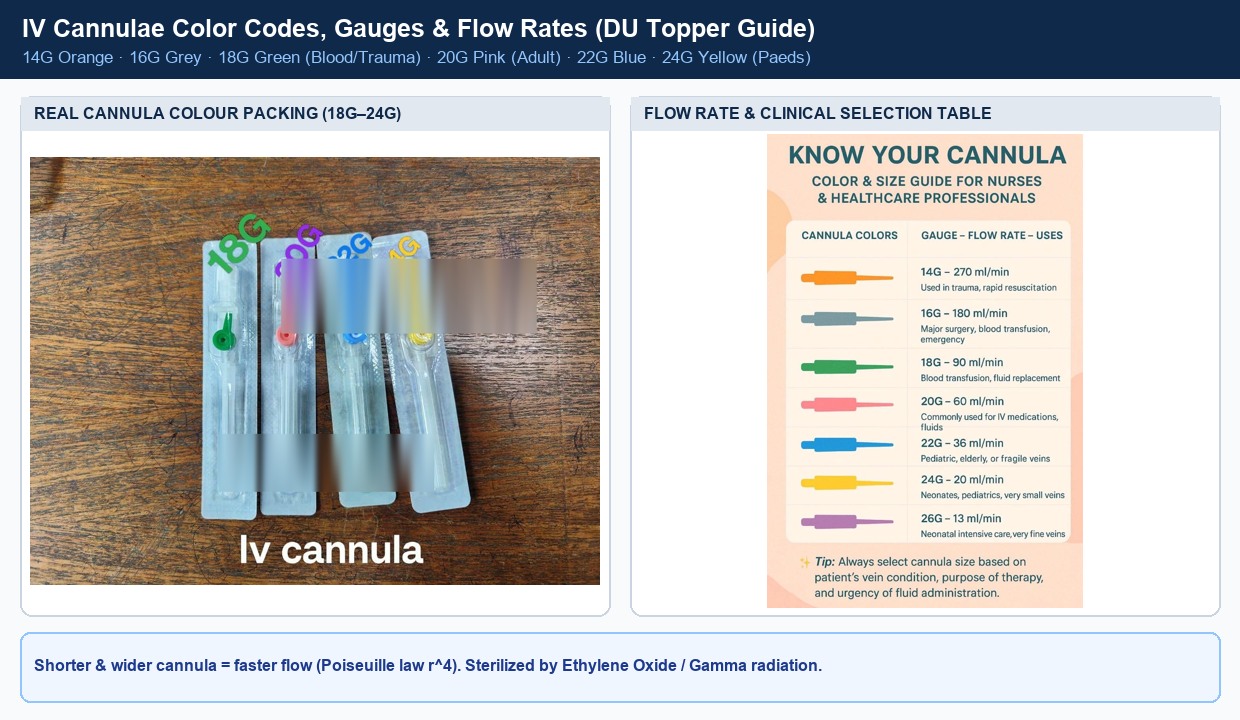 IV Cannulae Color Codes, Gauges & Flow Rates (DU Topper Guide)
14G Orange · 16G Grey · 18G Green (Blood/Trauma) · 20G Pink (Adult) · 22G Blue · 24G Yellow (Paeds)
REAL CANNULA COLOUR PACKING (18G–24G)
18G
Iv cannula
FLOW RATE & CLINICAL SELECTION TABLE
KNOW YOUR CANNULA
COLOR & SIZE GUIDE FOR NURSES
& HEALTHCARE PROFESSIONALS
CANNULA COLORS
GAUGE – FLOW RATE – USES
14G – 270 ml/min
Used in trauma, rapid resuscitation
16G – 180 ml/min
Major surgery, blood transfusion,
emergency
18G – 90 ml/min
Blood transfusion, fluid replacement
20G – 60 ml/min
Commonly used for IV medications,
fluids
22G – 36 ml/min
Pediatric, elderly, or fragile veins
24G – 20 ml/min
Neonates, pediatrics, very small veins
26G – 13 ml/min
Neonatal intensive care,very fine veins
Tip: Always select cannula size based on
patient's vein condition, purpose of therapy,
and urgency of fluid administration.
Shorter & wider cannula = faster flow (Poiseuille law r^4). Sterilized by Ethylene Oxide / Gamma radiation.